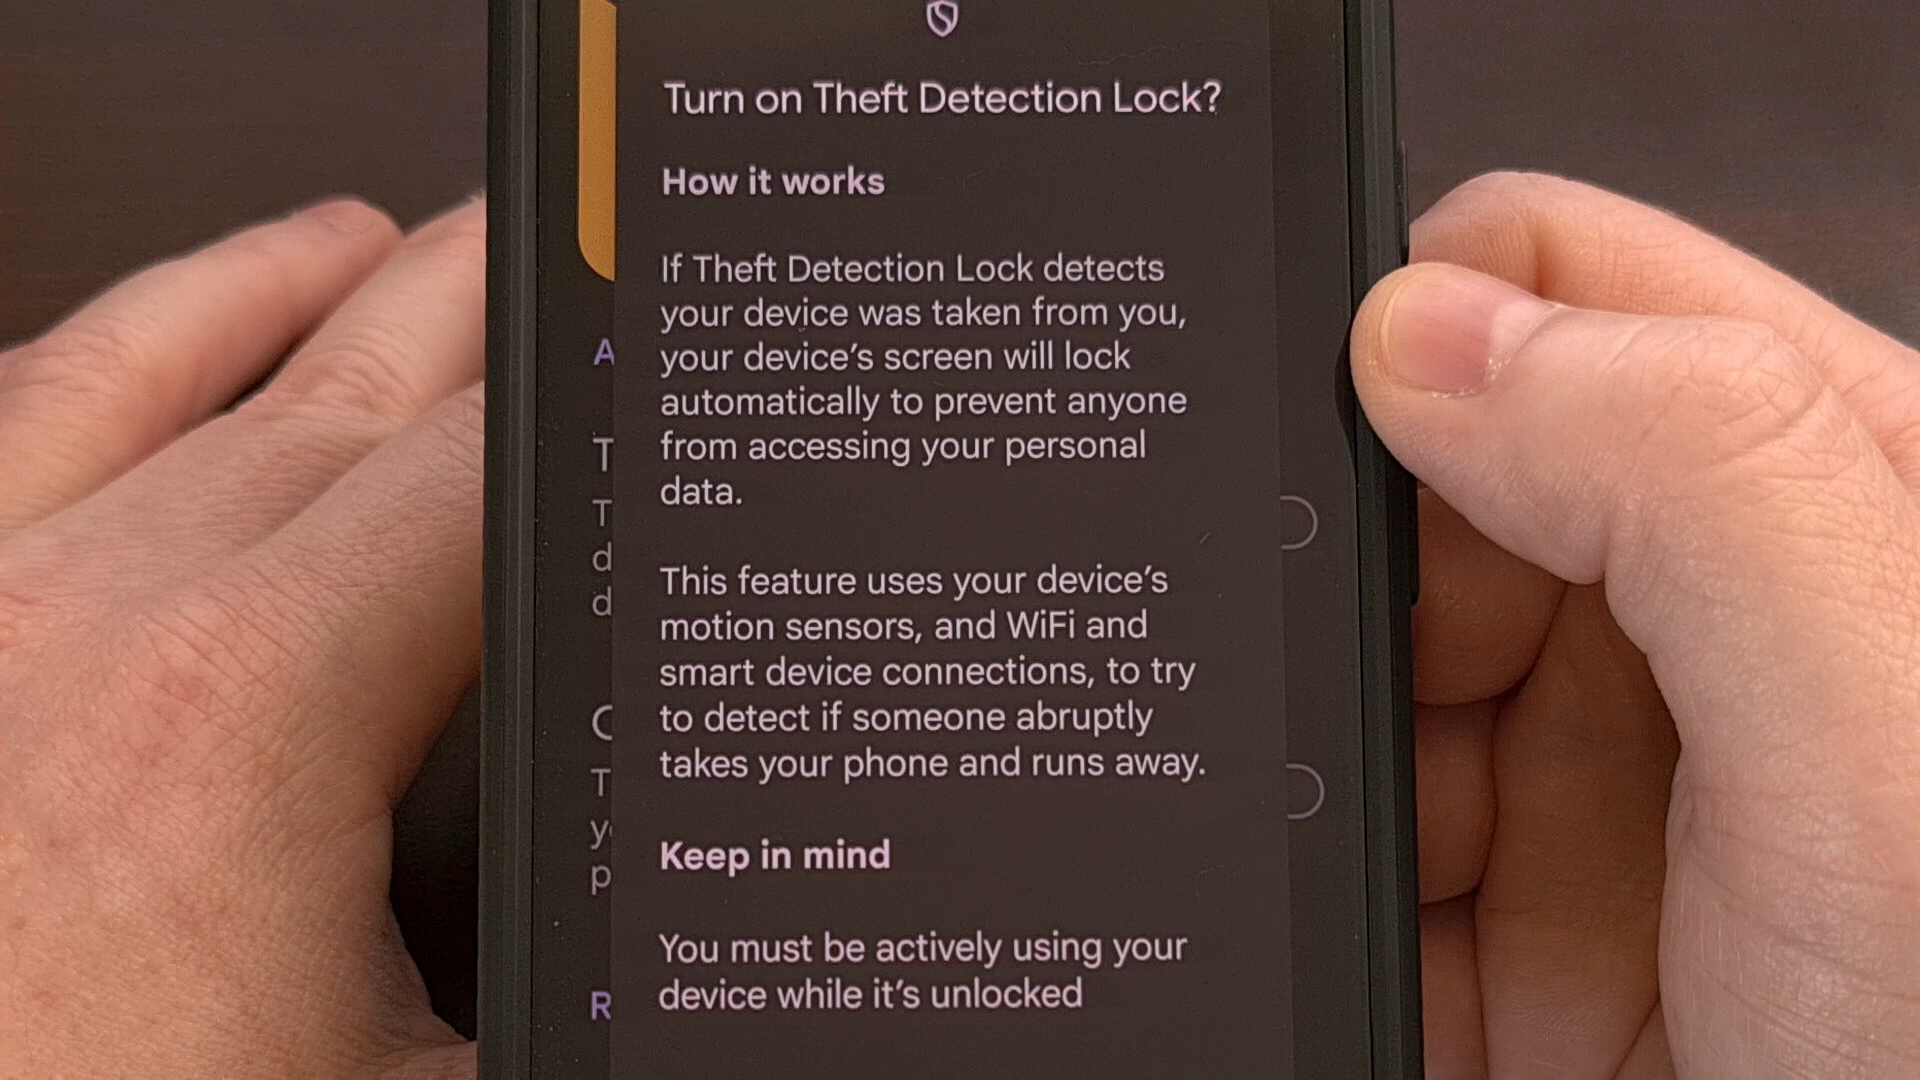 Turn on Theft Detection Lock?
How it works
If Theft Detection Lock detects
your device was taken from you,
your device's screen will lock
automatically to prevent anyone
from accessing your personal
data.
This feature uses your device's
motion sensors, and WiFi and
smart device connections, to try
to detect if someone abruptly
takes your phone and runs away.
Keep in mind
You must be actively using your
device while it's unlocked